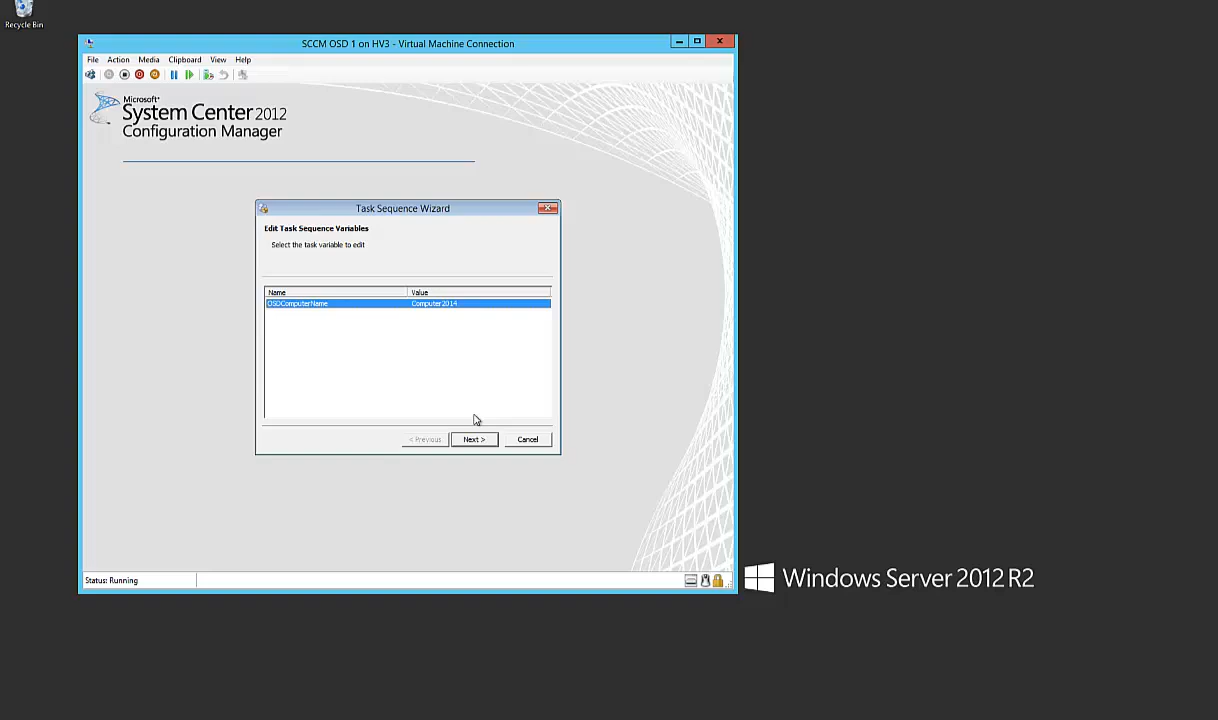 Recycle Bin
SCCM OSD 1 on HV3 - Virtual Machine Connection
File Action Media Clipboard View Help
Microsoft®
System Center 2012
Configuration Manager
Task Sequence Wizard
Edit Task Sequence Variables
Select the task variable to edit
Name Value
OSDComputerName Computer2014
< Previous Next > Cancel
Status: Running
Windows Server 2012 R2